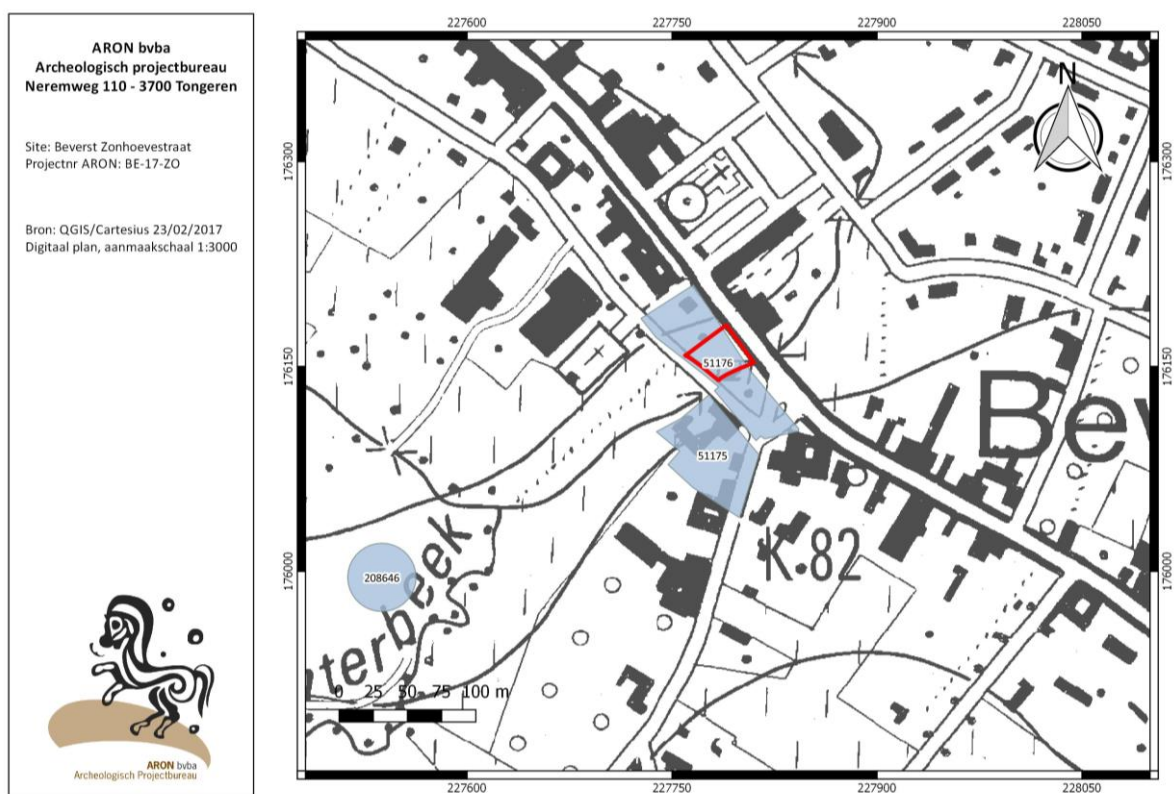 ARON bvba
Archeologisch projectbureau
Neremweg 110 - 3700 Tongeren
Site: Beverst Zonhoevestraat
Projectnr ARON: BE-17-ZO
Bron: QGIS/Cartesius 23/02/2017
Digitaal plan, aanmaakschaal 1:3000
ARON bvba
Archeologisch Projectbureau
227600
227750
227900
228050
N
176300
176300
51176
176150
176150
Bev
51175
K 82
176000
176000
208646
terbeek
0 25 50 75 100 m
227600
227750
227900
228050